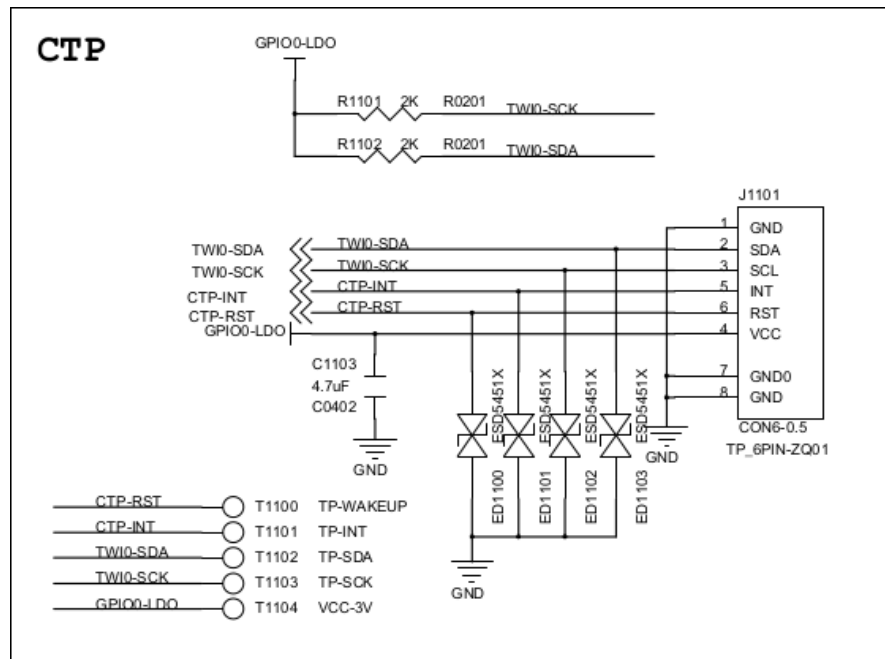 CTP
GPIO0-LDO
R1101 2K R0201 TWI0-SCK
R1102 2K R0201 TWI0-SDA
J1101
1 GND
TWI0-SDA TWI0-SDA 2 SDA
TWI0-SCK TWI0-SCK 3 SCL
CTP-INT CTP-INT 5 INT
CTP-RST CTP-RST 6 RST
GPIO0-LDO 4 VCC
C1103
4.7uF
C0402
GND
7 GND0
8 GND
CON6-0.5
TP_6PIN-ZQ01
GND
ESD5451X
ESD5451X
ESD5451X
ESD5451X
ED1100
ED1101
ED1102
ED1103
GND
CTP-RST T1100 TP-WAKEUP
CTP-INT T1101 TP-INT
TWI0-SDA T1102 TP-SDA
TWI0-SCK T1103 TP-SCK
GPIO0-LDO T1104 VCC-3V